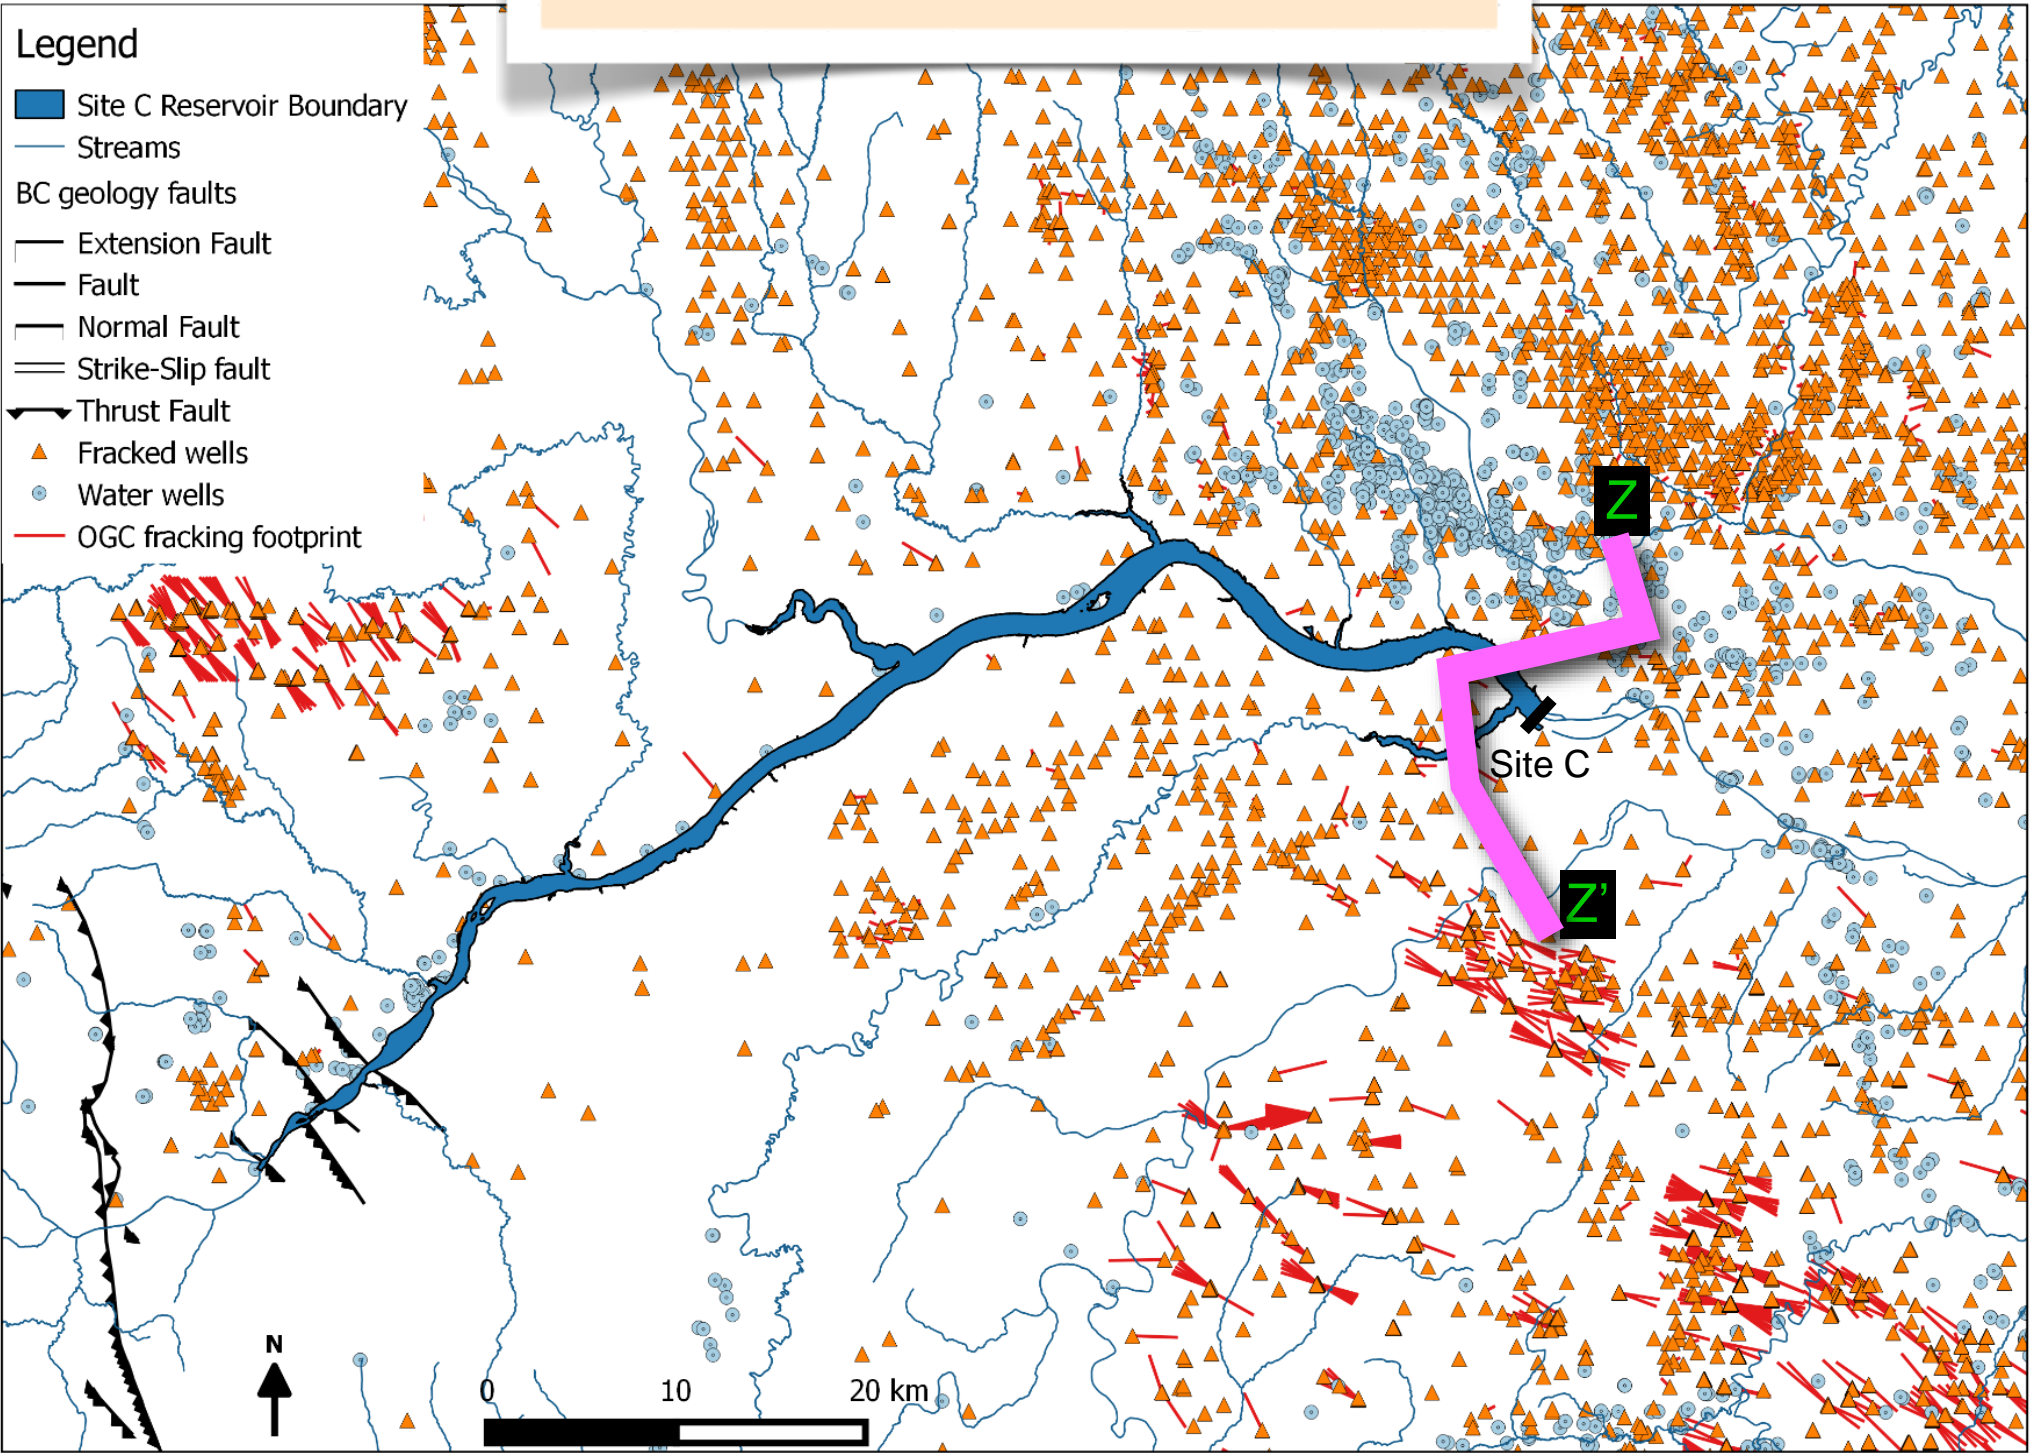 Legend
Site C Reservoir Boundary
Streams
BC geology faults
Extension Fault
Fault
Normal Fault
Strike-Slip fault
Thrust Fault
Fracked wells
Water wells
OGC fracking footprint
Z
Site C
Z'
N
0 10 20 km